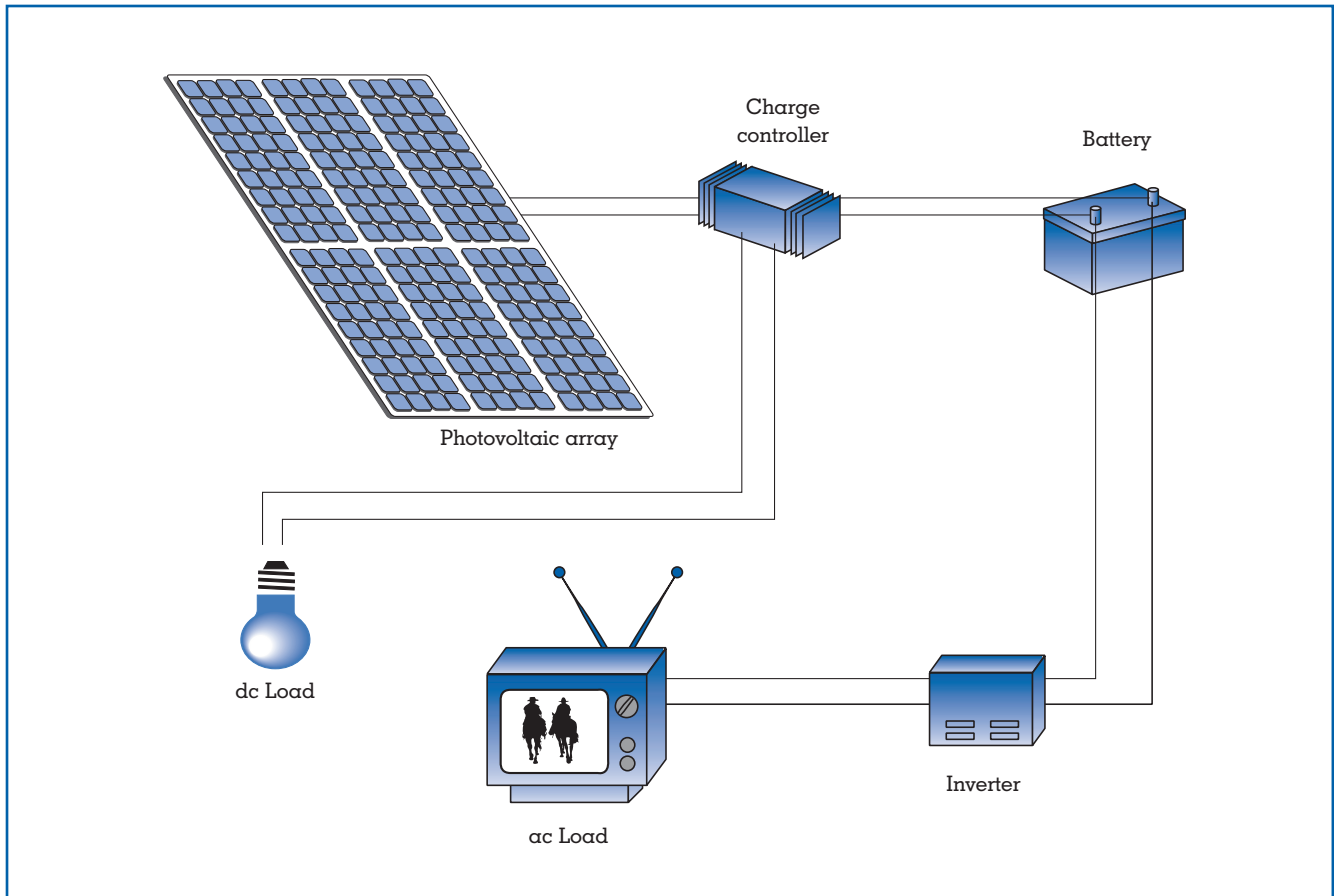 Charge
controller
Battery
Photovoltaic array
dc Load
ac Load
Inverter